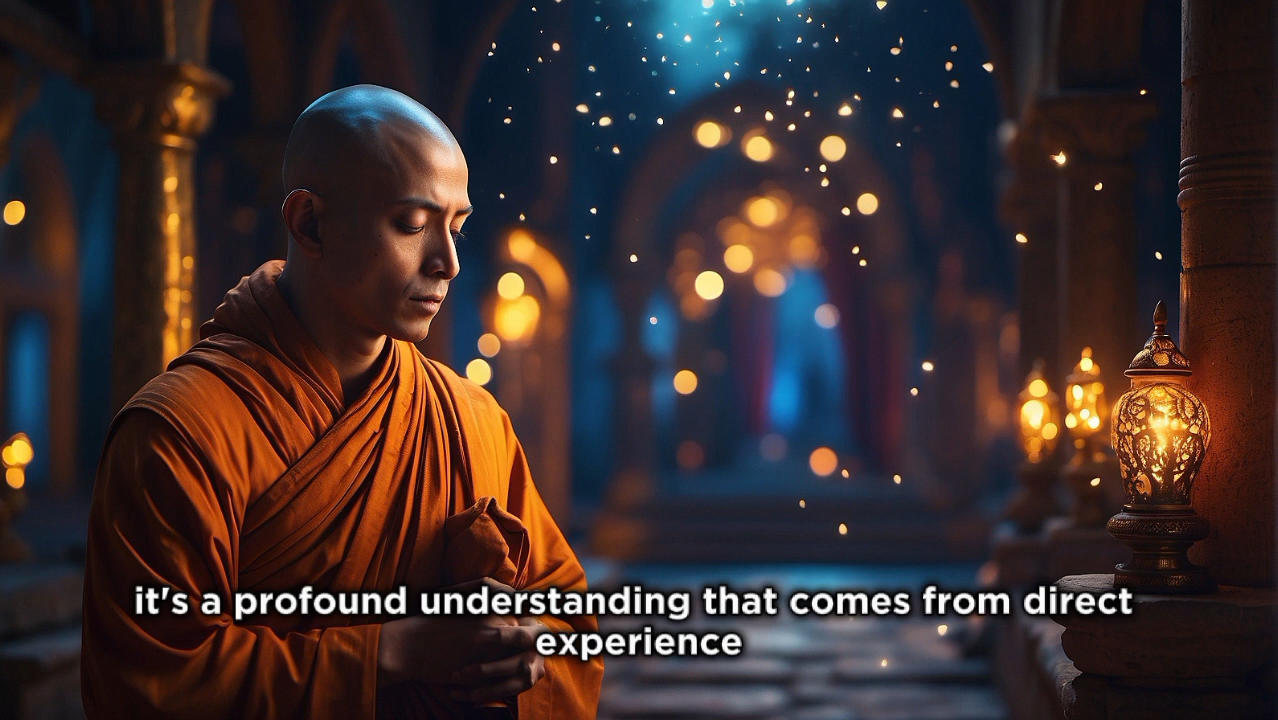 it's a profound understanding that comes from direct
experience